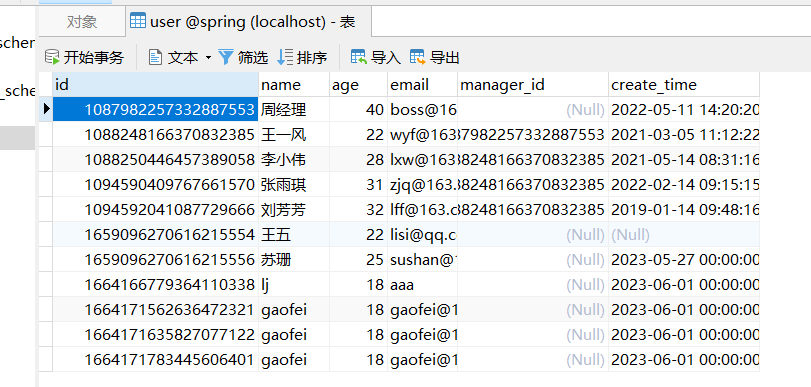 对象 user @spring (localhost) - 表
开始事务 文本 筛选 排序 导入 导出
schem
_sche
id name age email manager_id create_time
1087982257332887553 周经理 40 boss@16 (Null) 2022-05-11 14:20:20
1088248166370832385 王一风 22 wyf@163 87982257332887553 2021-03-05 11:12:22
1088250446457389058 李小伟 28 lxw@163 88248166370832385 2021-05-14 08:31:16
1094590409767661570 张雨琪 31 zjq@163. 88248166370832385 2022-02-14 09:15:15
1094592041087729666 刘芳芳 32 lff@163.c 88248166370832385 2019-01-14 09:48:16
1659096270616215554 王五 22 lisi@qq.c (Null) (Null)
1659096270616215556 苏珊 25 sushan@ (Null) 2023-05-27 00:00:00
1664166779364110338 lj 18 aaa (Null) 2023-06-01 00:00:00
1664171562636472321 gaofei 18 gaofei@1 (Null) 2023-06-01 00:00:00
1664171635827077122 gaofei 18 gaofei@1 (Null) 2023-06-01 00:00:00
1664171783445606401 gaofei 18 gaofei@1 (Null) 2023-06-01 00:00:00